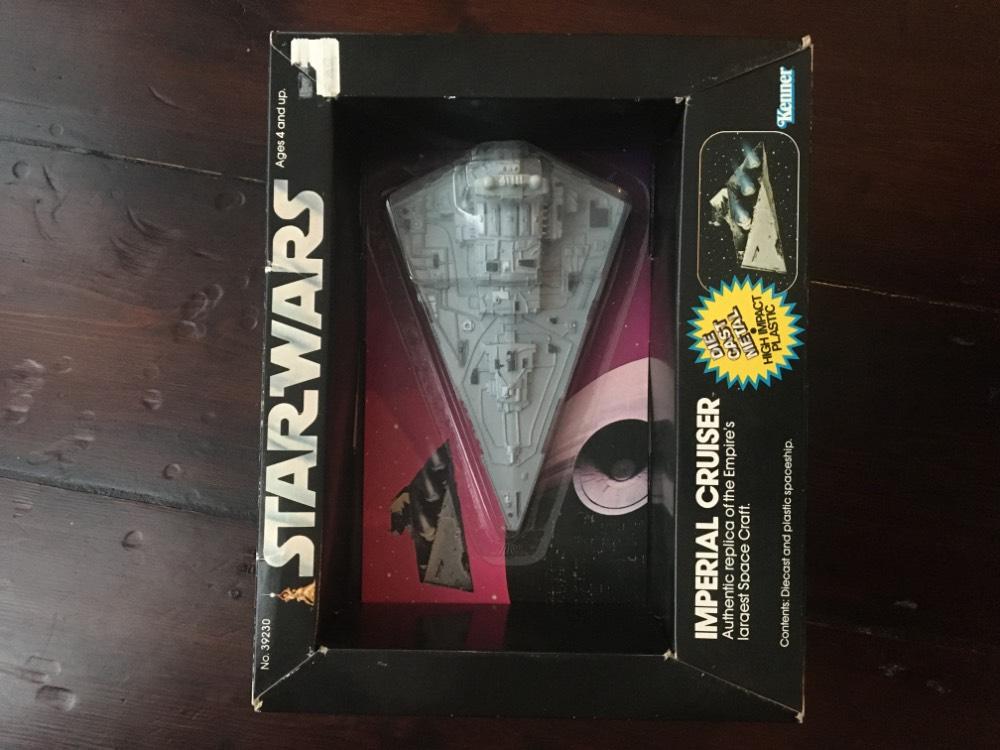 No. 39230
STAR WARS
Ages 4 and up.
Kenner
DIE
CAST
METAL
•
HIGH IMPACT
PLASTIC
IMPERIAL CRUISER
Authentic replica of the Empire's
largest Space Craft.
Contents: Diecast and plastic spaceship.